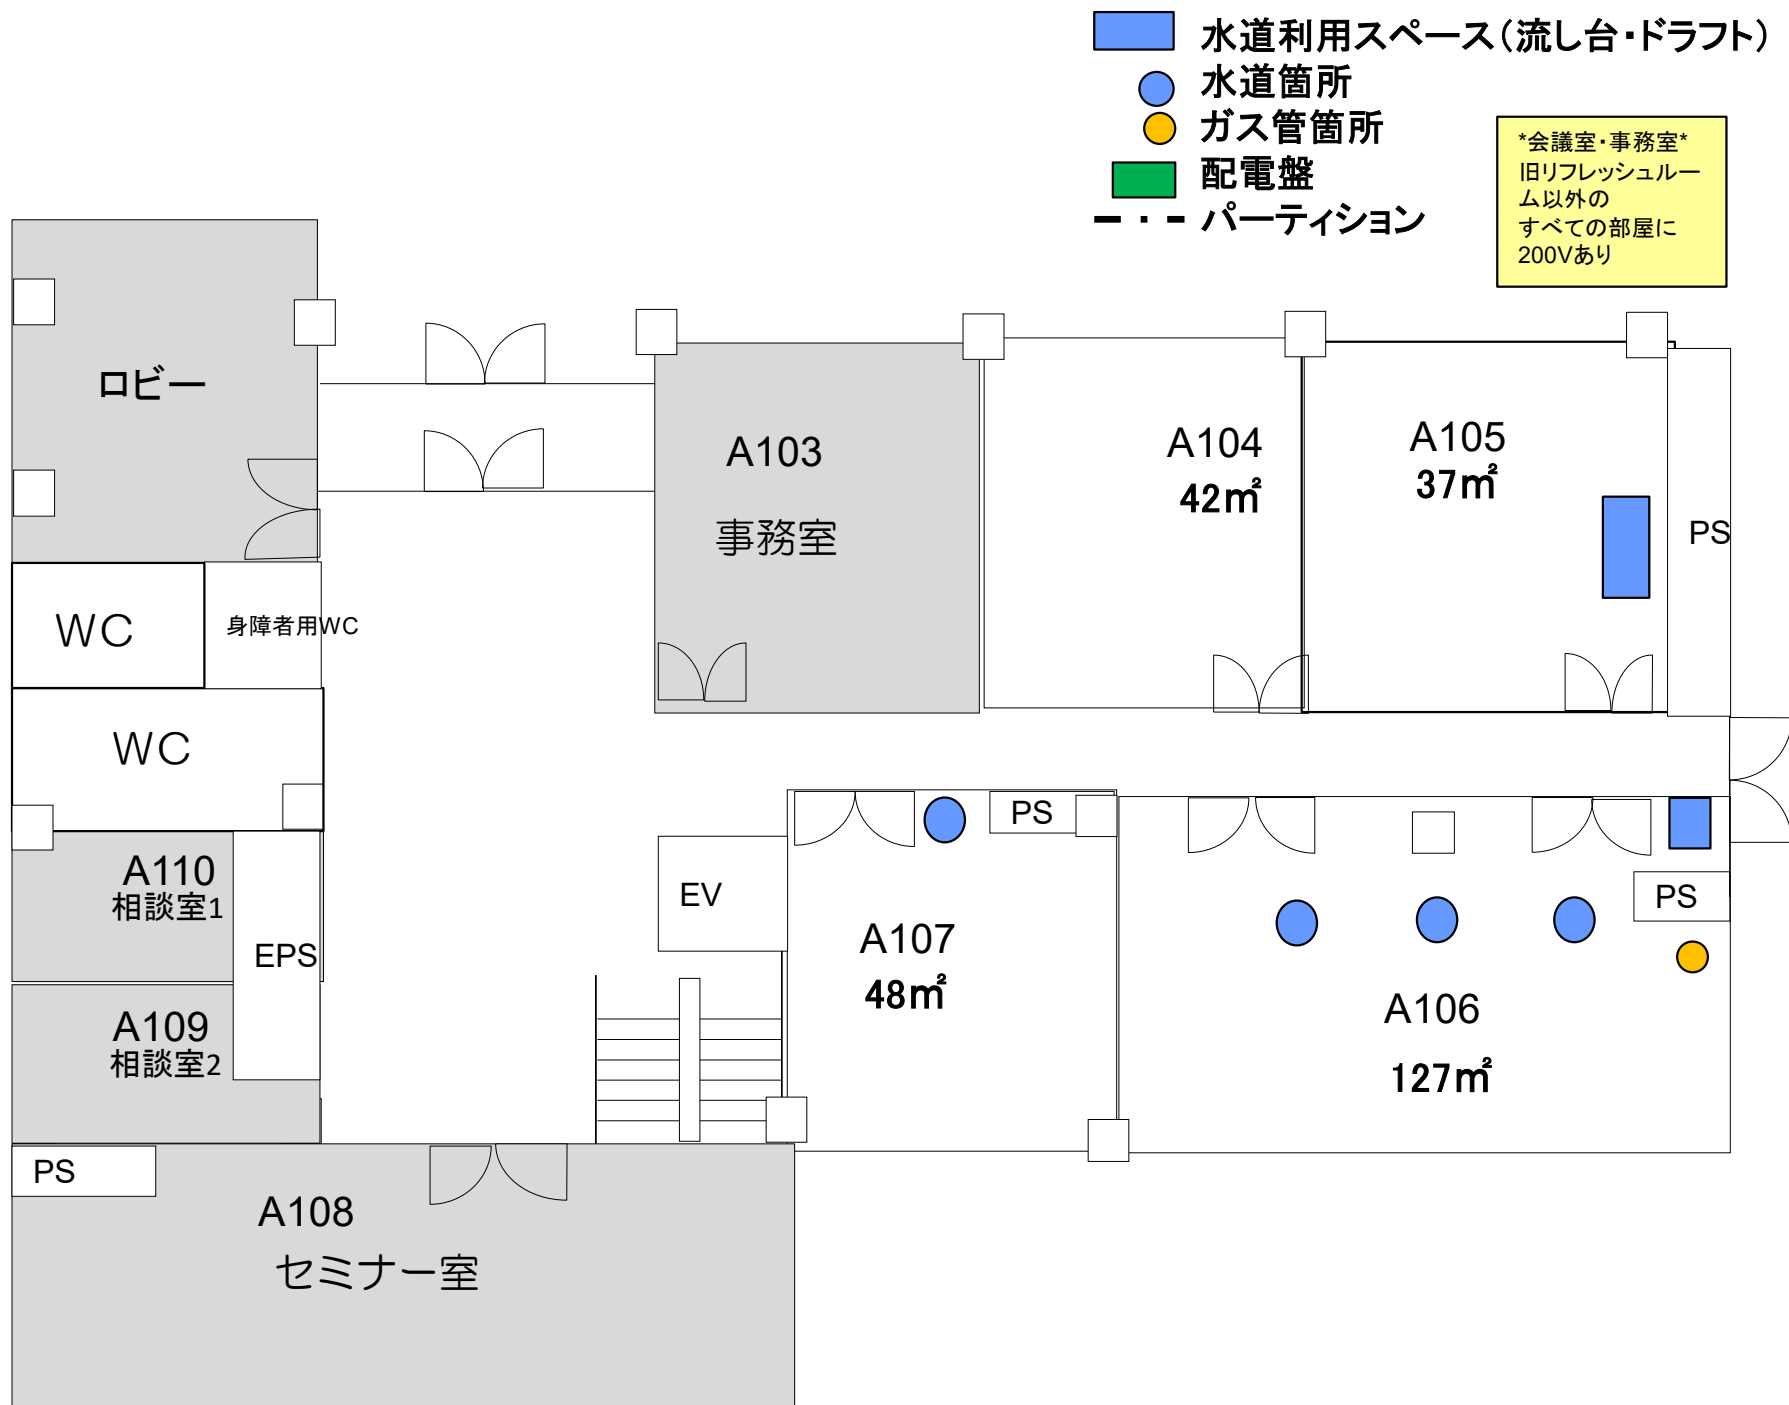 水道利用スペース（流し台・ドラフト）
水道箇所
ガス管箇所
配電盤
パーティション
*会議室・事務室*
旧リフレッシュルー
ム以外の
すべての部屋に
200Vあり
ロビー
A103
事務室
A104
42㎡
A105
37㎡
PS
WC
身障者用WC
WC
A110
相談室1
EPS
A109
相談室2
EV
PS
A107
48㎡
PS
A106
127㎡
PS
A108
セミナー室